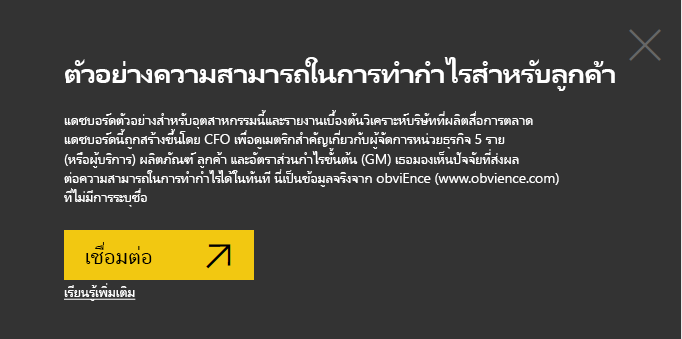 ตัวอย่างความสามารถในการทำกำไรสำหรับลูกค้า
แดชบอร์ดตัวอย่างสำหรับอุตสาหกรรมนี้และรายงานเบื้องต้นวิเคราะห์บริษัทที่ผลิตสื่อการตลาด
แดชบอร์ดนี้ถูกสร้างขึ้นโดย CFO เพื่อดูเมตริกสำคัญเกี่ยวกับผู้จัดการหน่วยธุรกิจ 5 ราย
(หรือผู้บริการ) ผลิตภัณฑ์ ลูกค้า และอัตราส่วนกำไรขั้นต้น (GM) เธอมองเห็นปัจจัยที่ส่งผล
ต่อความสามารถในการทำกำไรได้ในทันที นี่เป็นข้อมูลจริงจาก obviEnce (www.obvience.com)
ที่ไม่มีการระบุชื่อ
เชื่อมต่อ
เรียนรู้เพิ่มเติม